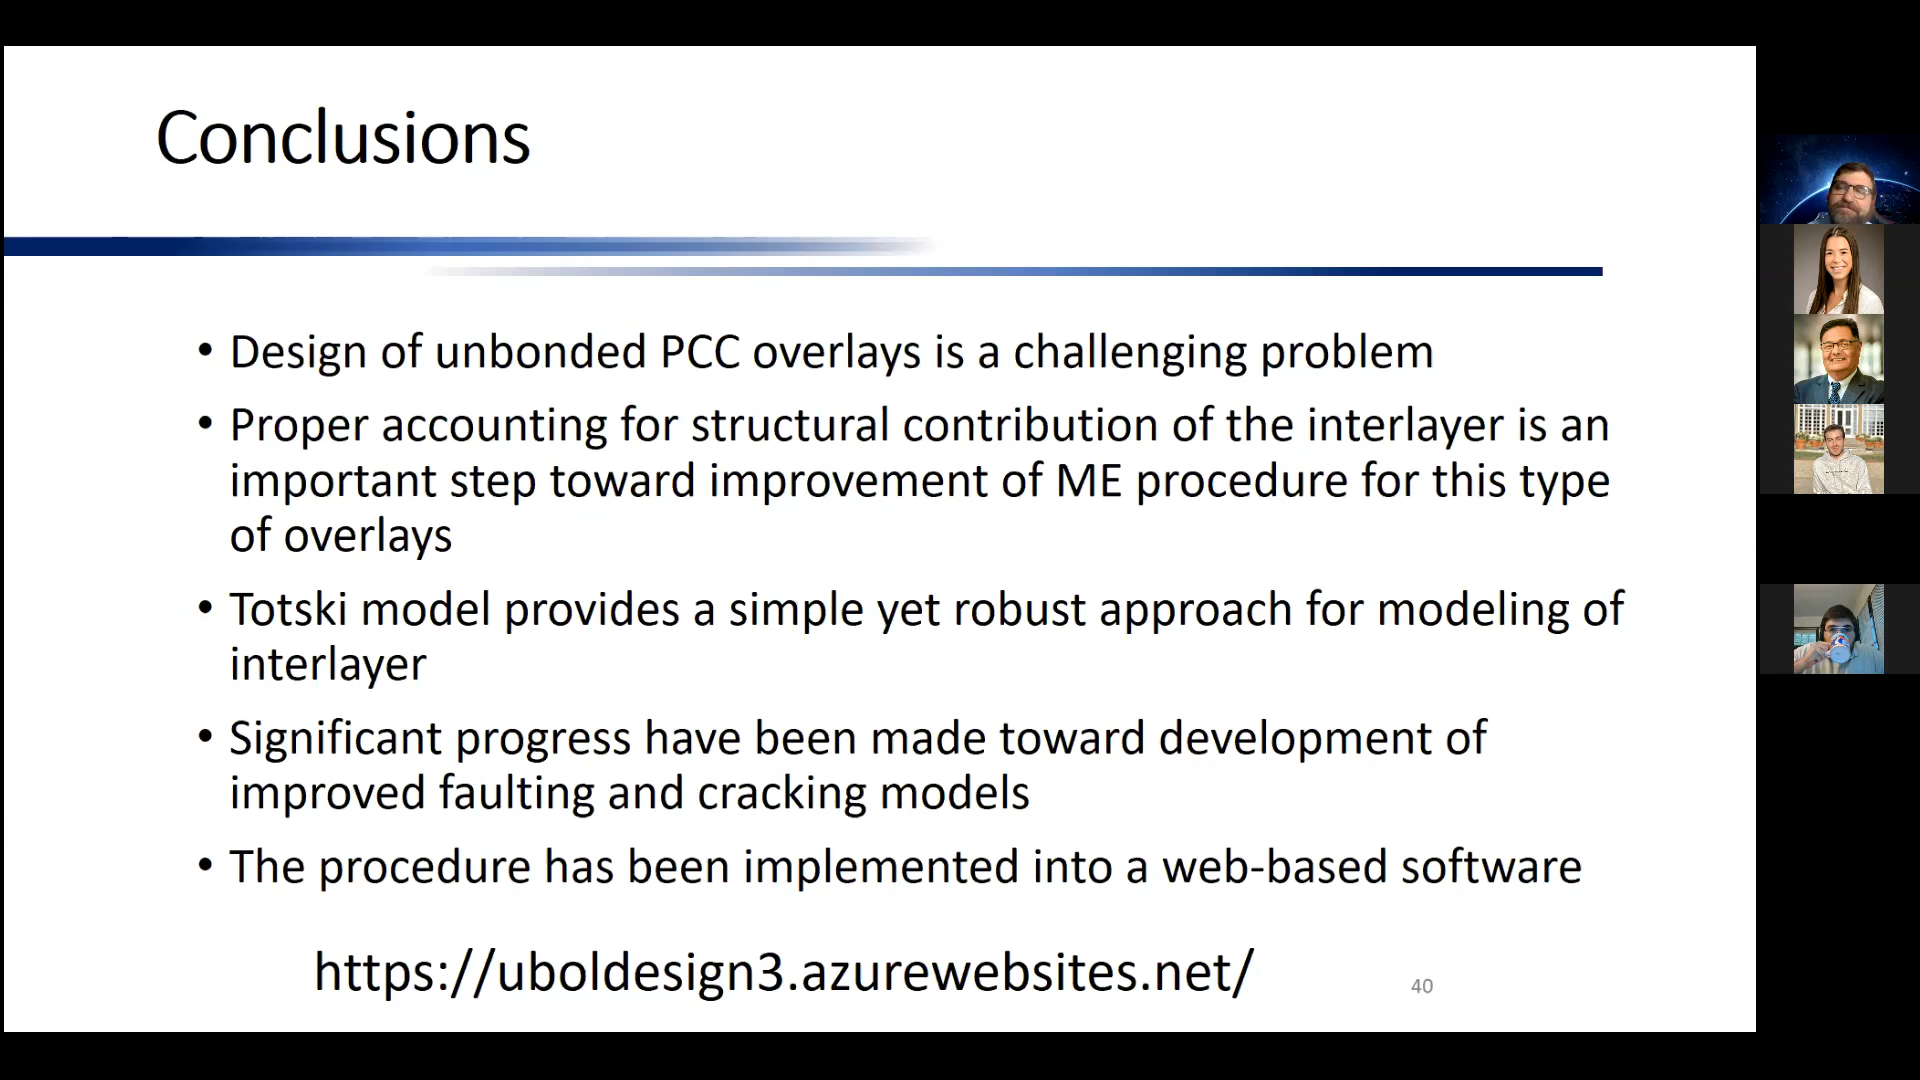 Conclusions
• Design of unbonded PCC overlays is a challenging problem
• Proper accounting for structural contribution of the interlayer is an
important step toward improvement of ME procedure for this type
of overlays
• Totski model provides a simple yet robust approach for modeling of
interlayer
• Significant progress have been made toward development of
improved faulting and cracking models
• The procedure has been implemented into a web-based software
https://uboldesign3.azurewebsites.net/
40